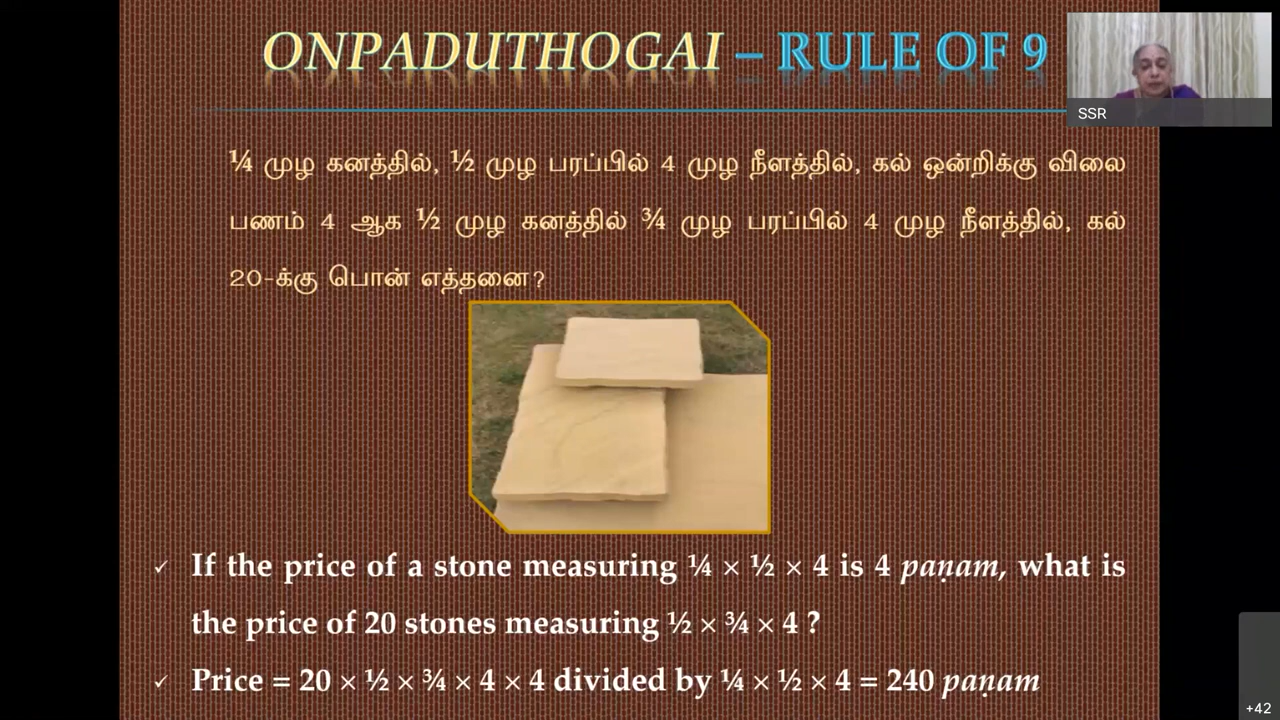 ONPADUTHOGAI – RULE OF 9
SSR
¼ முழ கனத்தில், ½ முழ பரப்பில் 4 முழ நீளத்தில், கல் ஒன்றிக்கு விலை
பணம் 4 ஆக ½ முழ கனத்தில் ¾ முழ பரப்பில் 4 முழ நீளத்தில், கல்
20-க்கு பொன் எத்தனை?
✓ If the price of a stone measuring ¼ × ½ × 4 is 4 paṇam, what is
the price of 20 stones measuring ½ × ¾ × 4 ?
✓ Price = 20 × ½ × ¾ × 4 × 4 divided by ¼ × ½ × 4 = 240 paṇam
+42